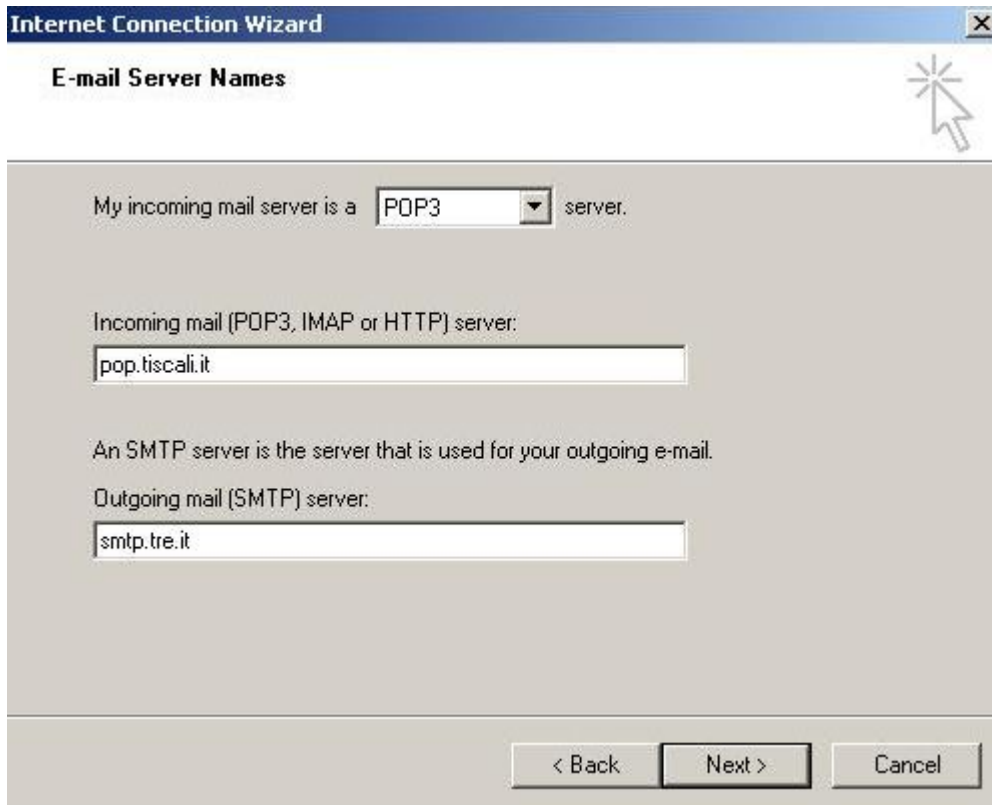 Internet Connection Wizard
E-mail Server Names
My incoming mail server is a POP3 server.
Incoming mail (POP3, IMAP or HTTP) server:
pop.tiscali.it
An SMTP server is the server that is used for your outgoing e-mail.
Outgoing mail (SMTP) server:
smtp.tre.it
< Back Next > Cancel